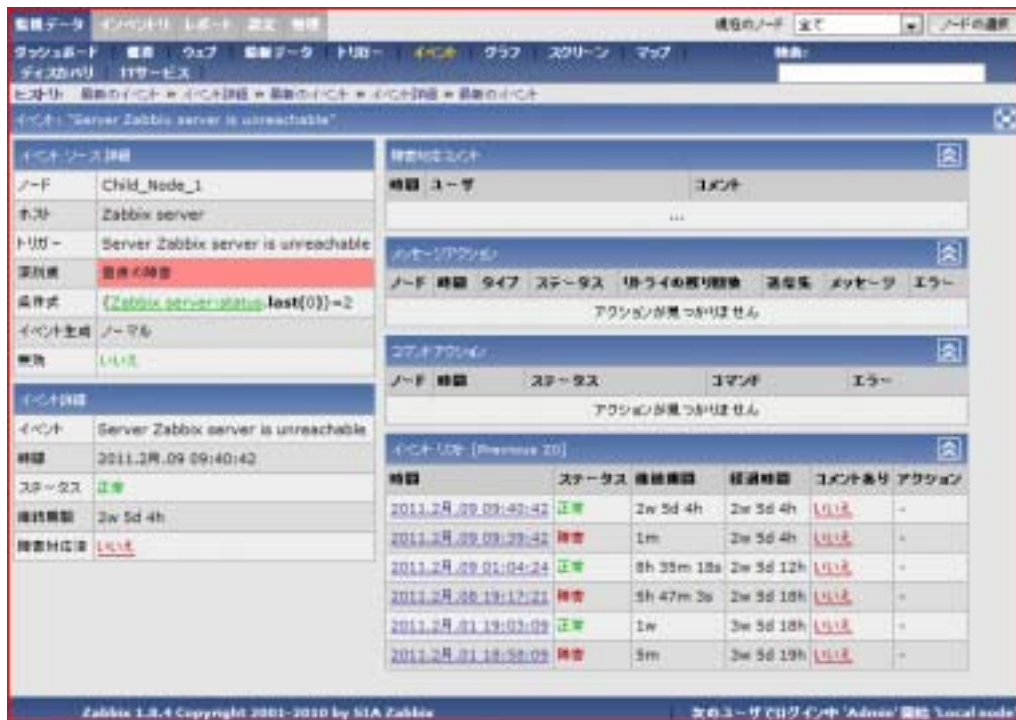 監視データ インベントリ レポート 設定 管理 現在のノード 全て ノードの選択
ダッシュボード 概要 ウェブ 最新データ トリガー イベント グラフ スクリーン マップ 検索:
ディスカバリ ITサービス
ヒストリ: 最新のイベント » イベント詳細 » 最新のイベント » イベント詳細 » 最新のイベント
イベント: "Server Zabbix server is unreachable"
イベントソース詳細
ノード Child_Node_1
ホスト Zabbix server
トリガー Server Zabbix server is unreachable
深刻度 重度の障害
条件式 {Zabbix server:status.last(0)}=2
イベント生成 ノーマル
無効 いいえ
イベント詳細
イベント Server Zabbix server is unreachable
時間 2011.2月.09 09:40:42
ステータス 正常
継続期間 2w 5d 4h
障害対応済 いいえ
障害対応コメント
時間 ユーザ コメント
...
メッセージアクション
ノード 時間 タイプ ステータス リトライの残り回数 送信先 メッセージ エラー
アクションが見つかりません
コマンドアクション
ノード 時間 ステータス コマンド エラー
アクションが見つかりません
イベントリスト [Previous 20]
時間 ステータス 継続期間 経過時間 コメントあり アクション
2011.2月.09 09:40:42 正常 2w 5d 4h 2w 5d 4h いいえ -
2011.2月.09 09:39:42 障害 1m 2w 5d 4h いいえ -
2011.2月.09 01:04:24 正常 8h 35m 18s 2w 5d 12h いいえ -
2011.2月.08 19:17:21 障害 5h 47m 3s 2w 5d 18h いいえ -
2011.2月.01 19:03:09 正常 1w 3w 5d 18h いいえ -
2011.2月.01 18:58:09 障害 5m 3w 5d 19h いいえ -
Zabbix 1.8.4 Copyright 2001-2010 by SIA Zabbix 次のユーザでログイン中 'Admin' 開始 'Local node'